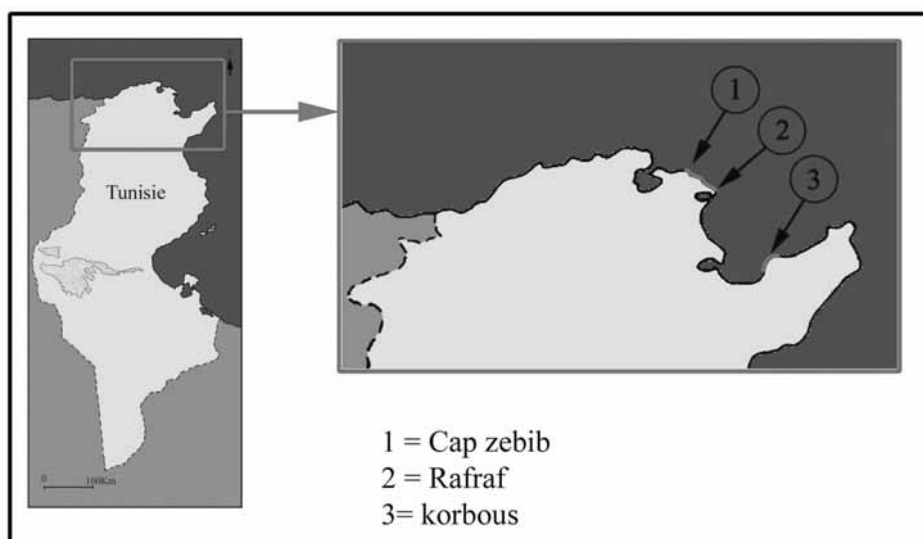 Tunisie
0 100Km
1
2
3
1 = Cap zebib
2 = Rafraf
3= korbous